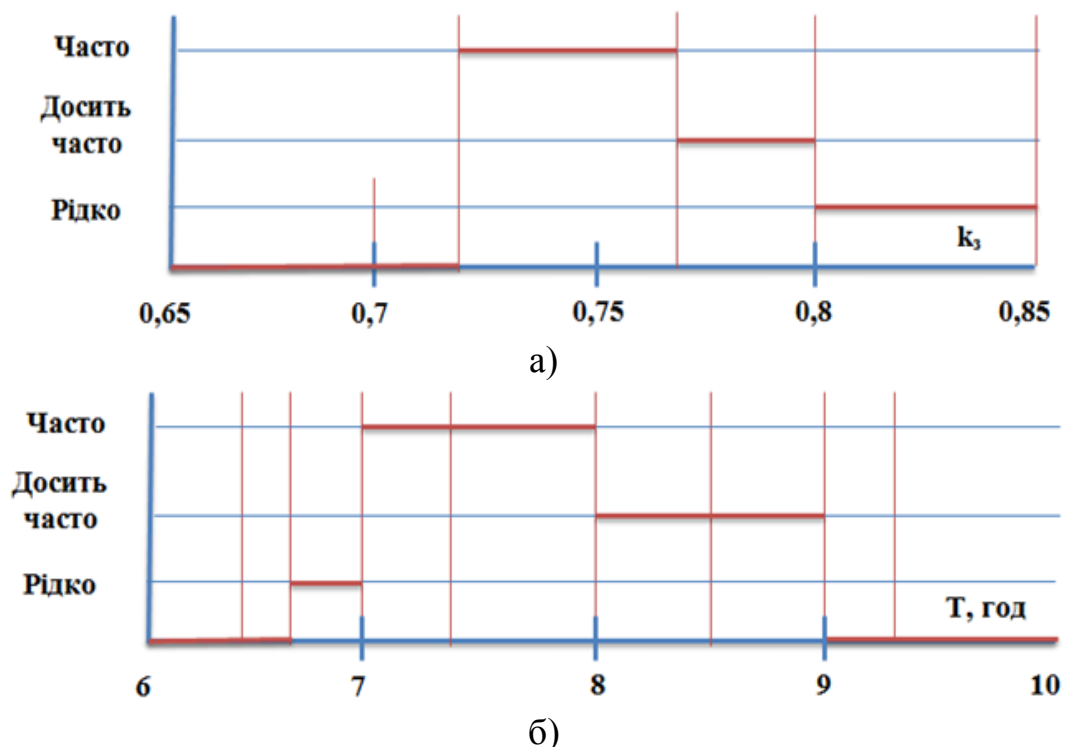 Часто
Досить
часто
Рідко
k₃
0,65 0,7 0,75 0,8 0,85
а)
Часто
Досить
часто
Рідко
Т, год
6 7 8 9 10
б)